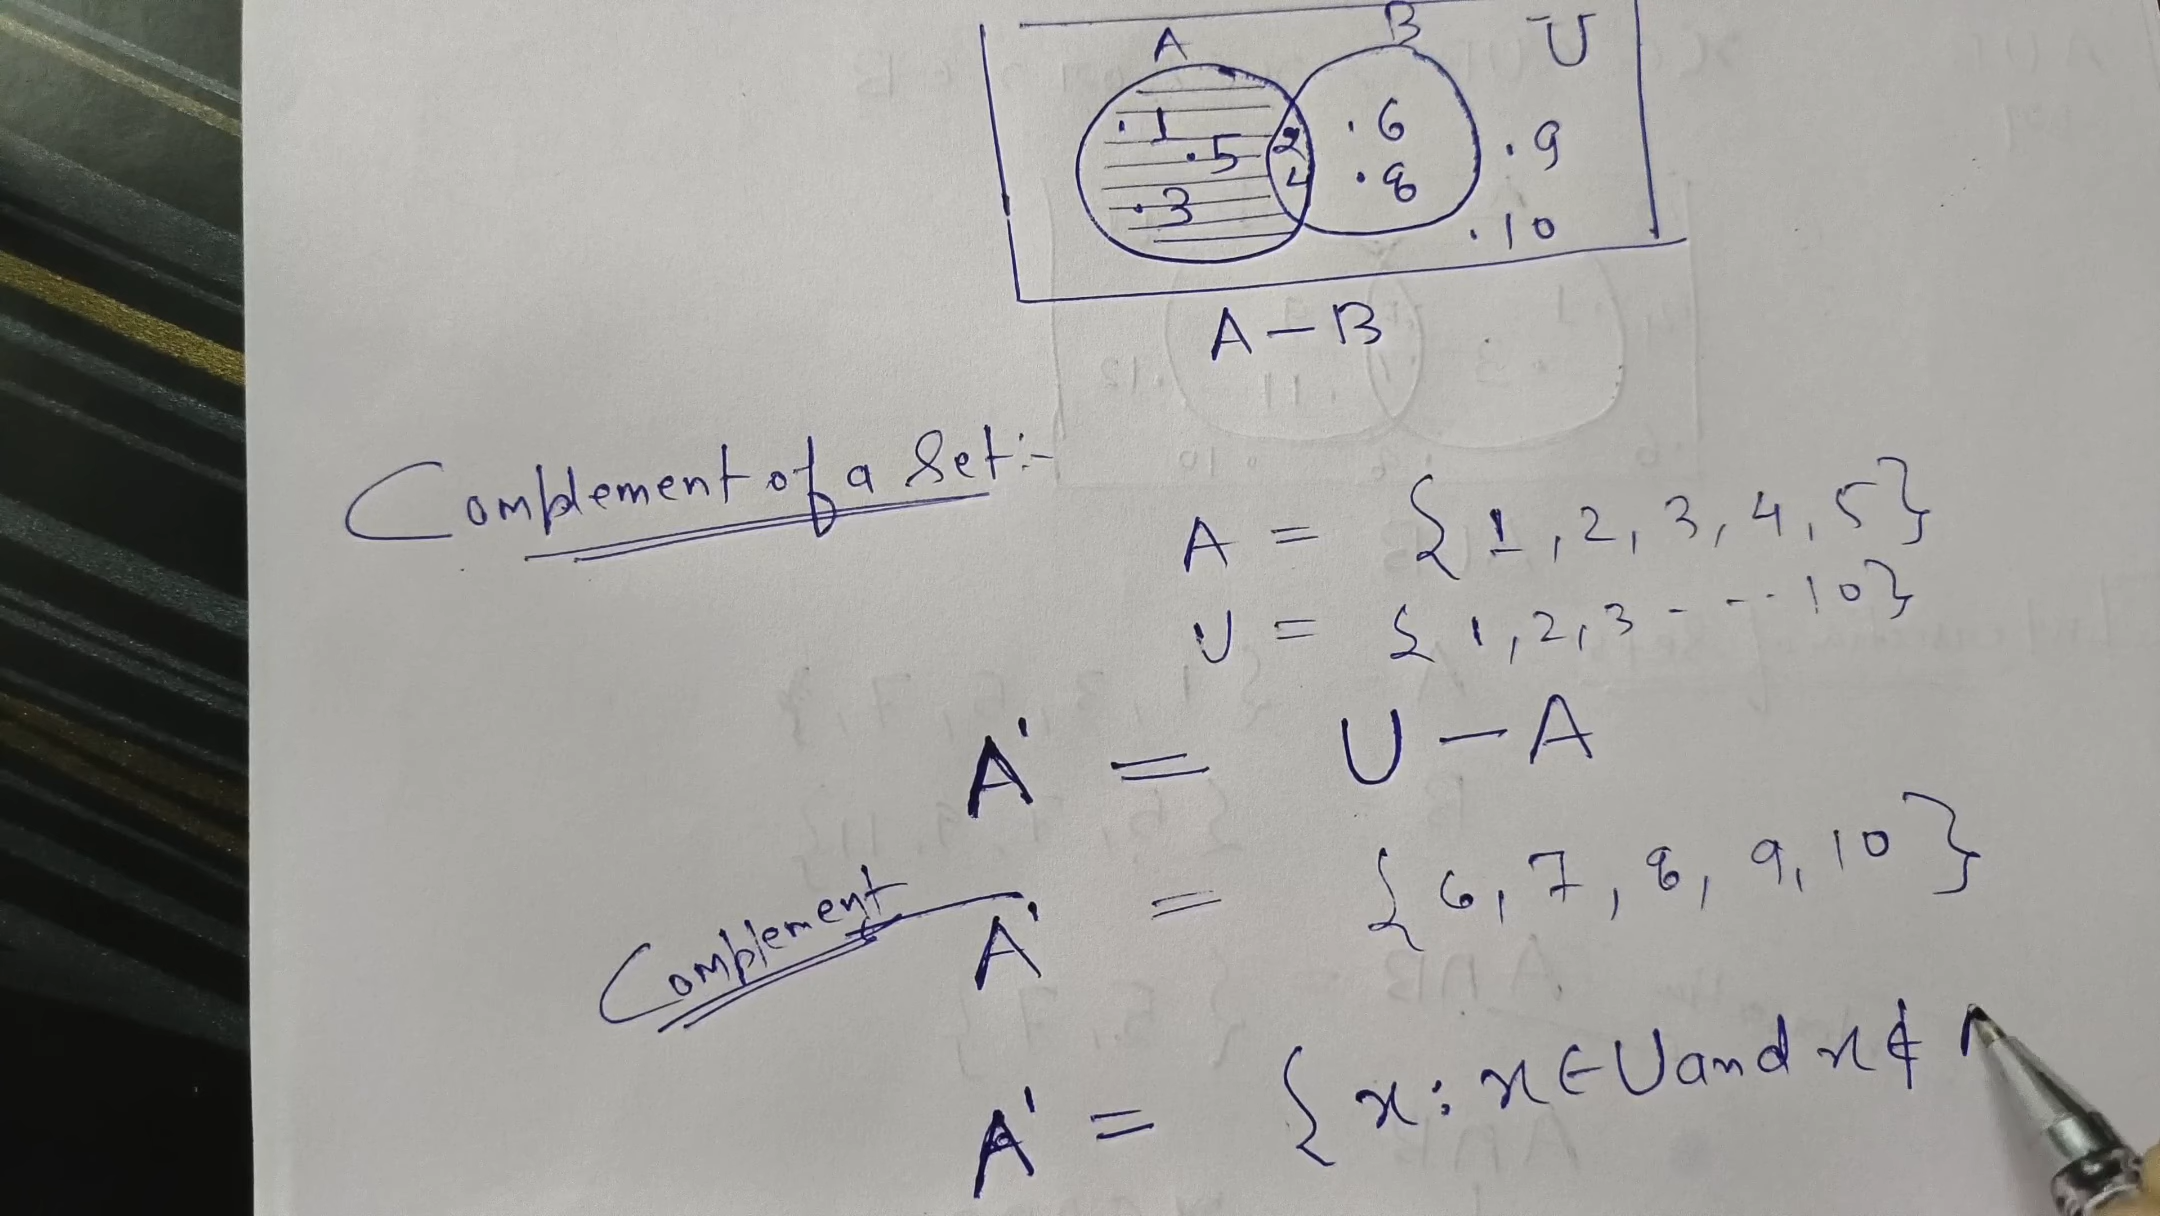 A B U
.1 .5 .3 2 4 .6 .8 .9 .10
A - B
Complement of a Set:-
A = {1, 2, 3, 4, 5}
U = {1, 2, 3 - - .. 10}
A' = U - A
Complement A' = {6, 7, 8, 9, 10}
A' = {x : x ∈ U and x ∉